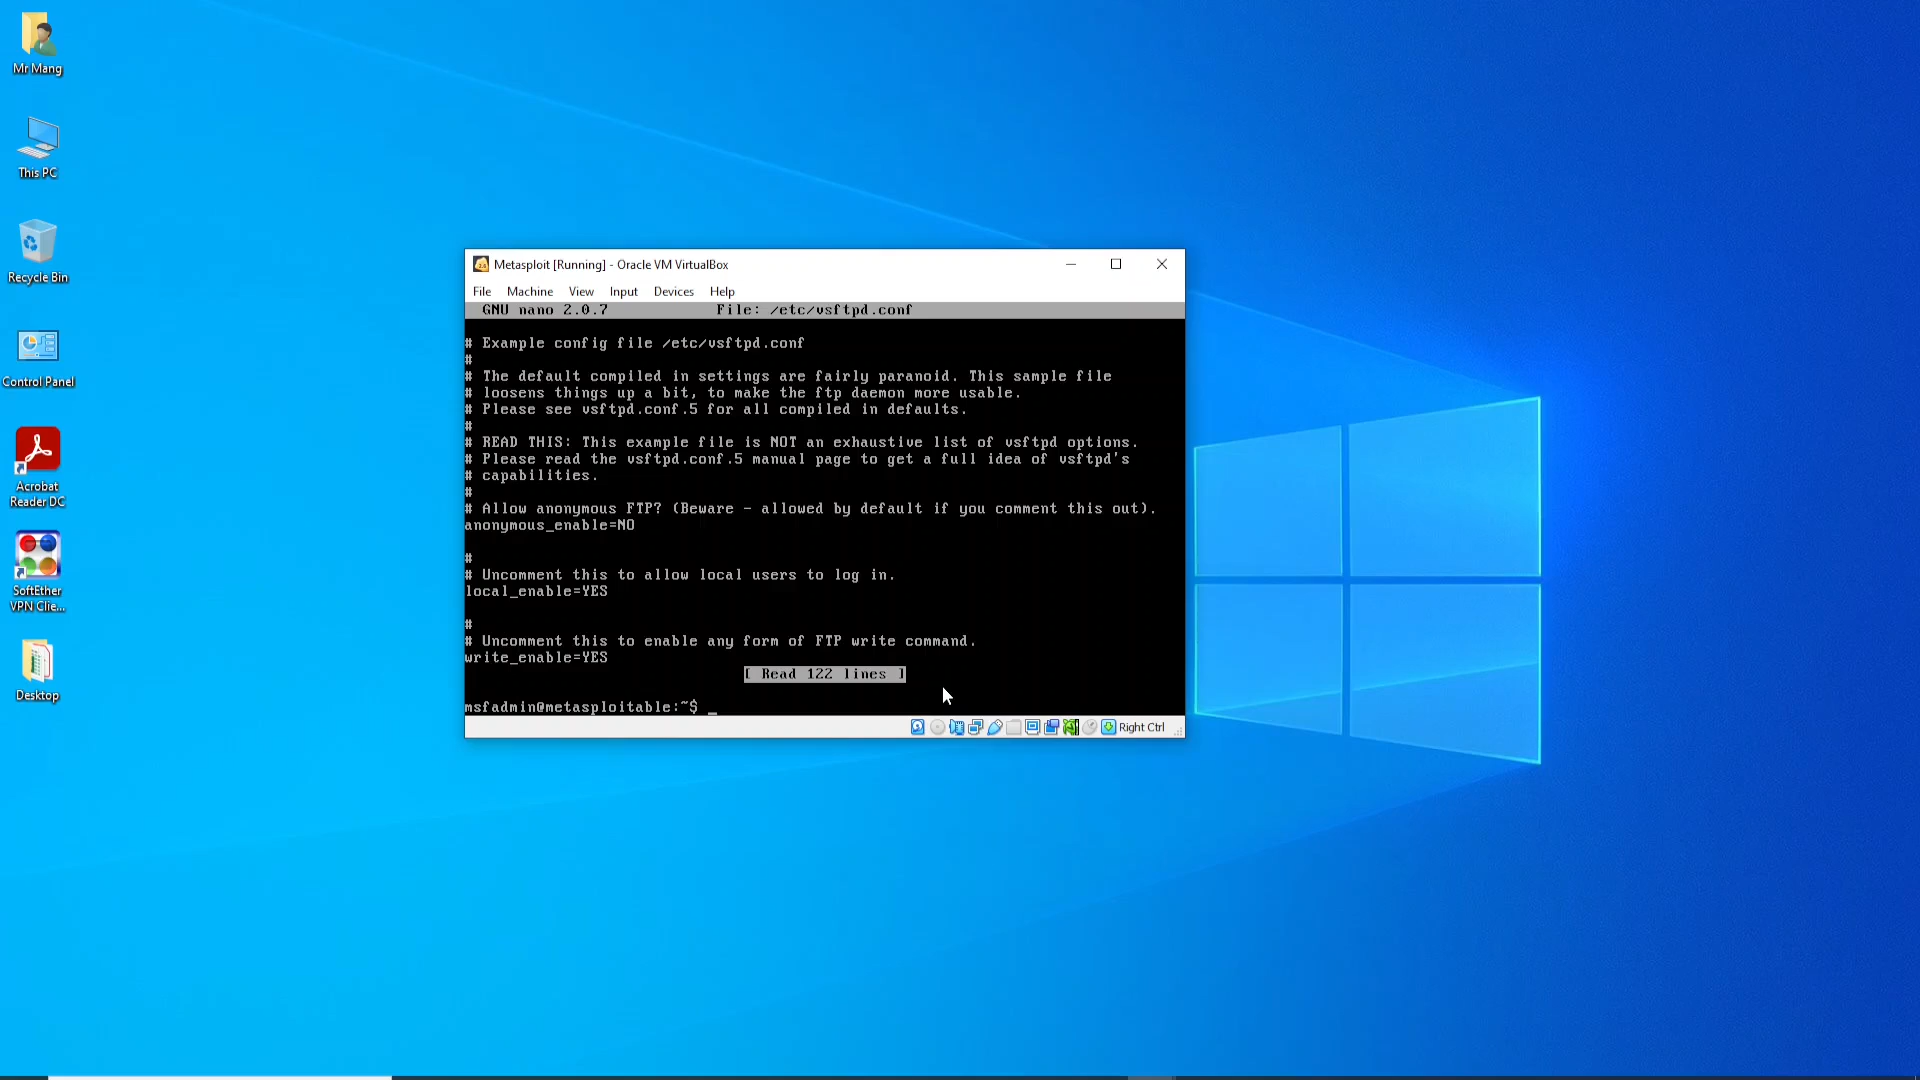 Mr Mang
This PC
Recycle Bin
Control Panel
Acrobat
Reader DC
SoftEther
VPN Clie...
Desktop
Metasploit [Running] - Oracle VM VirtualBox
File Machine View Input Devices Help
GNU nano 2.0.7 File: /etc/vsftpd.conf
# Example config file /etc/vsftpd.conf
#
# The default compiled in settings are fairly paranoid. This sample file
# loosens things up a bit, to make the ftp daemon more usable.
# Please see vsftpd.conf.5 for all compiled in defaults.
#
# READ THIS: This example file is NOT an exhaustive list of vsftpd options.
# Please read the vsftpd.conf.5 manual page to get a full idea of vsftpd's
# capabilities.
#
# Allow anonymous FTP? (Beware - allowed by default if you comment this out).
anonymous_enable=NO
#
# Uncomment this to allow local users to log in.
local_enable=YES
#
# Uncomment this to enable any form of FTP write command.
write_enable=YES
[ Read 122 lines ]
msfadmin@metasploitable:~$ _
Right Ctrl